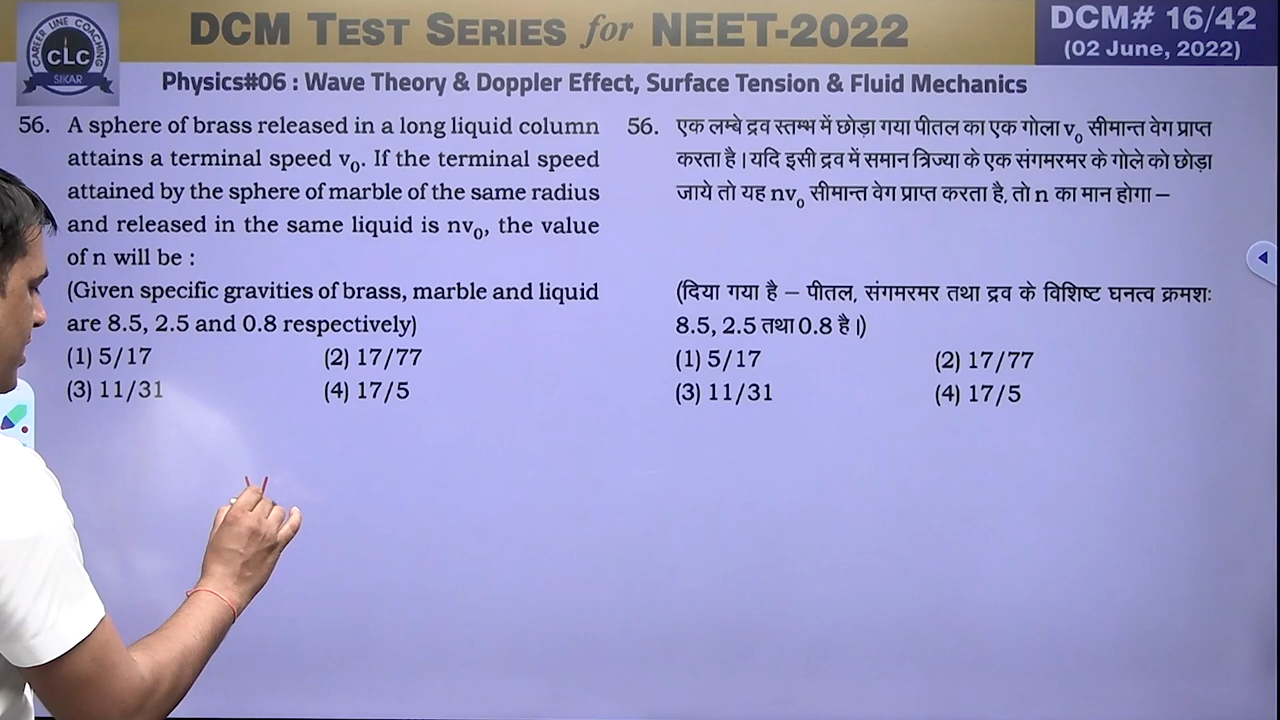 CAREER LINE COACHING
CLC
SIKAR
DCM TEST SERIES for NEET-2022
DCM# 16/42
(02 June, 2022)
Physics#06 : Wave Theory & Doppler Effect, Surface Tension & Fluid Mechanics
56. A sphere of brass released in a long liquid column
attains a terminal speed v₀. If the terminal speed
attained by the sphere of marble of the same radius
and released in the same liquid is nv₀, the value
of n will be :
(Given specific gravities of brass, marble and liquid
are 8.5, 2.5 and 0.8 respectively)
(1) 5/17 (2) 17/77
(3) 11/31 (4) 17/5
56. एक लम्बे द्रव स्तम्भ में छोड़ा गया पीतल का एक गोला v₀ सीमान्त वेग प्राप्त
करता है। यदि इसी द्रव में समान त्रिज्या के एक संगमरमर के गोले को छोड़ा
जाये तो यह nv₀ सीमान्त वेग प्राप्त करता है, तो n का मान होगा –
(दिया गया है – पीतल, संगमरमर तथा द्रव के विशिष्ट घनत्व क्रमशः
8.5, 2.5 तथा 0.8 है।)
(1) 5/17 (2) 17/77
(3) 11/31 (4) 17/5